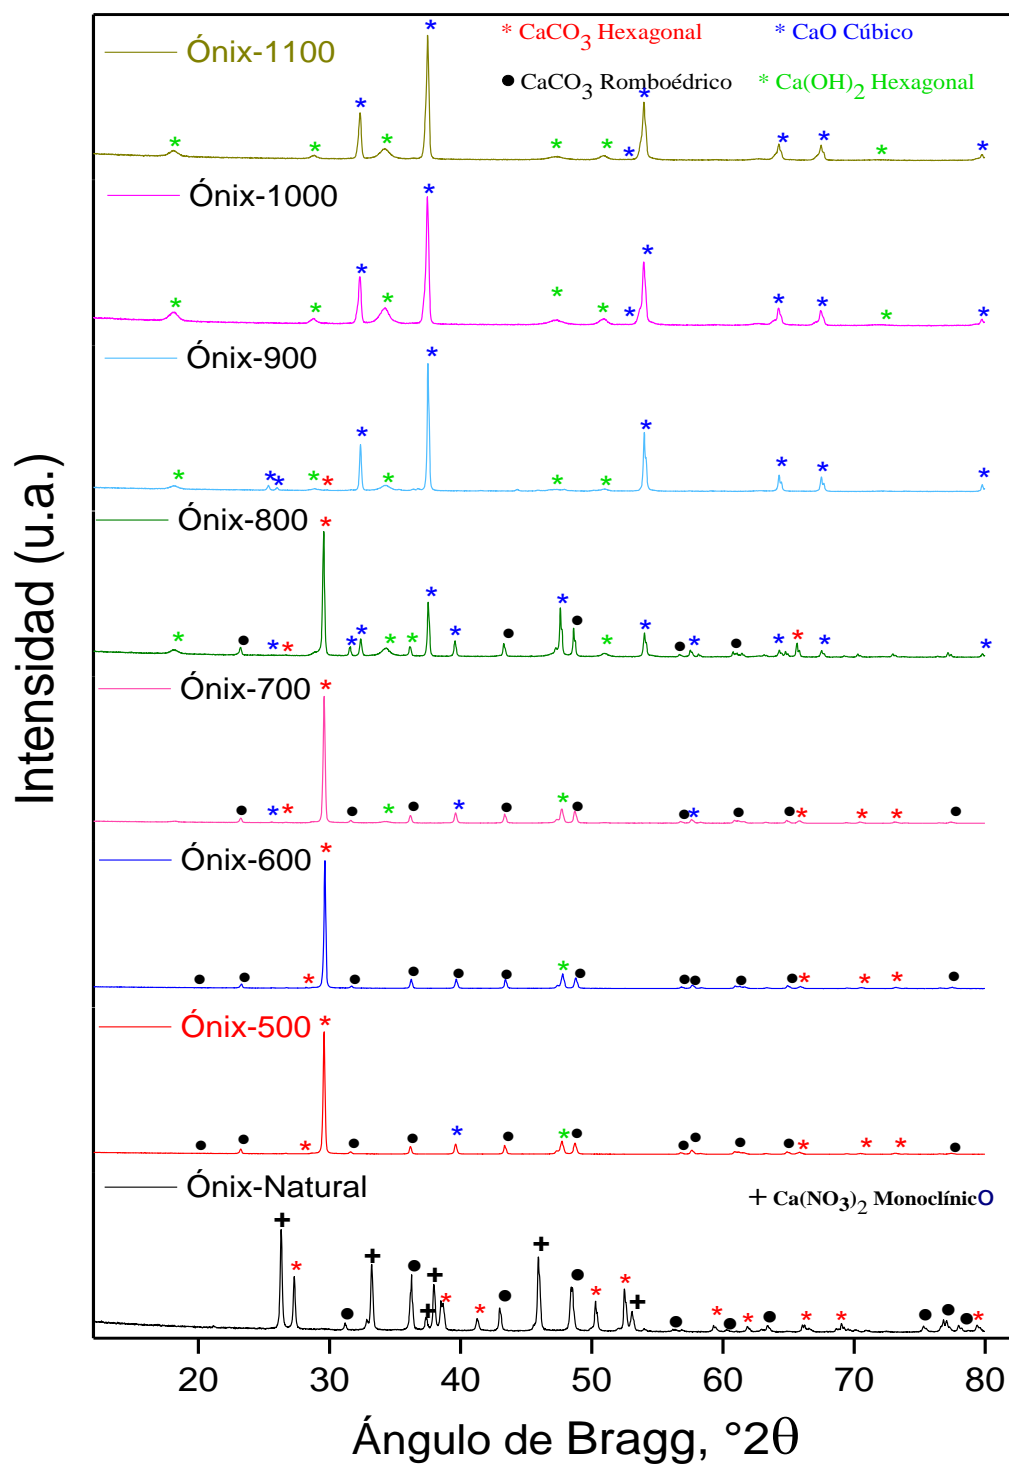 * CaCO3 Hexagonal * CaO Cúbico
Ónix-1100
● CaCO3 Romboédrico * Ca(OH)2 Hexagonal
Ónix-1000
Ónix-900
Ónix-800
Ónix-700
Ónix-600
Ónix-500
Ónix-Natural
+ Ca(NO3)2 MonoclínicO
Intensidad (u.a.)
20 30 40 50 60 70 80
Ángulo de Bragg, °2θ